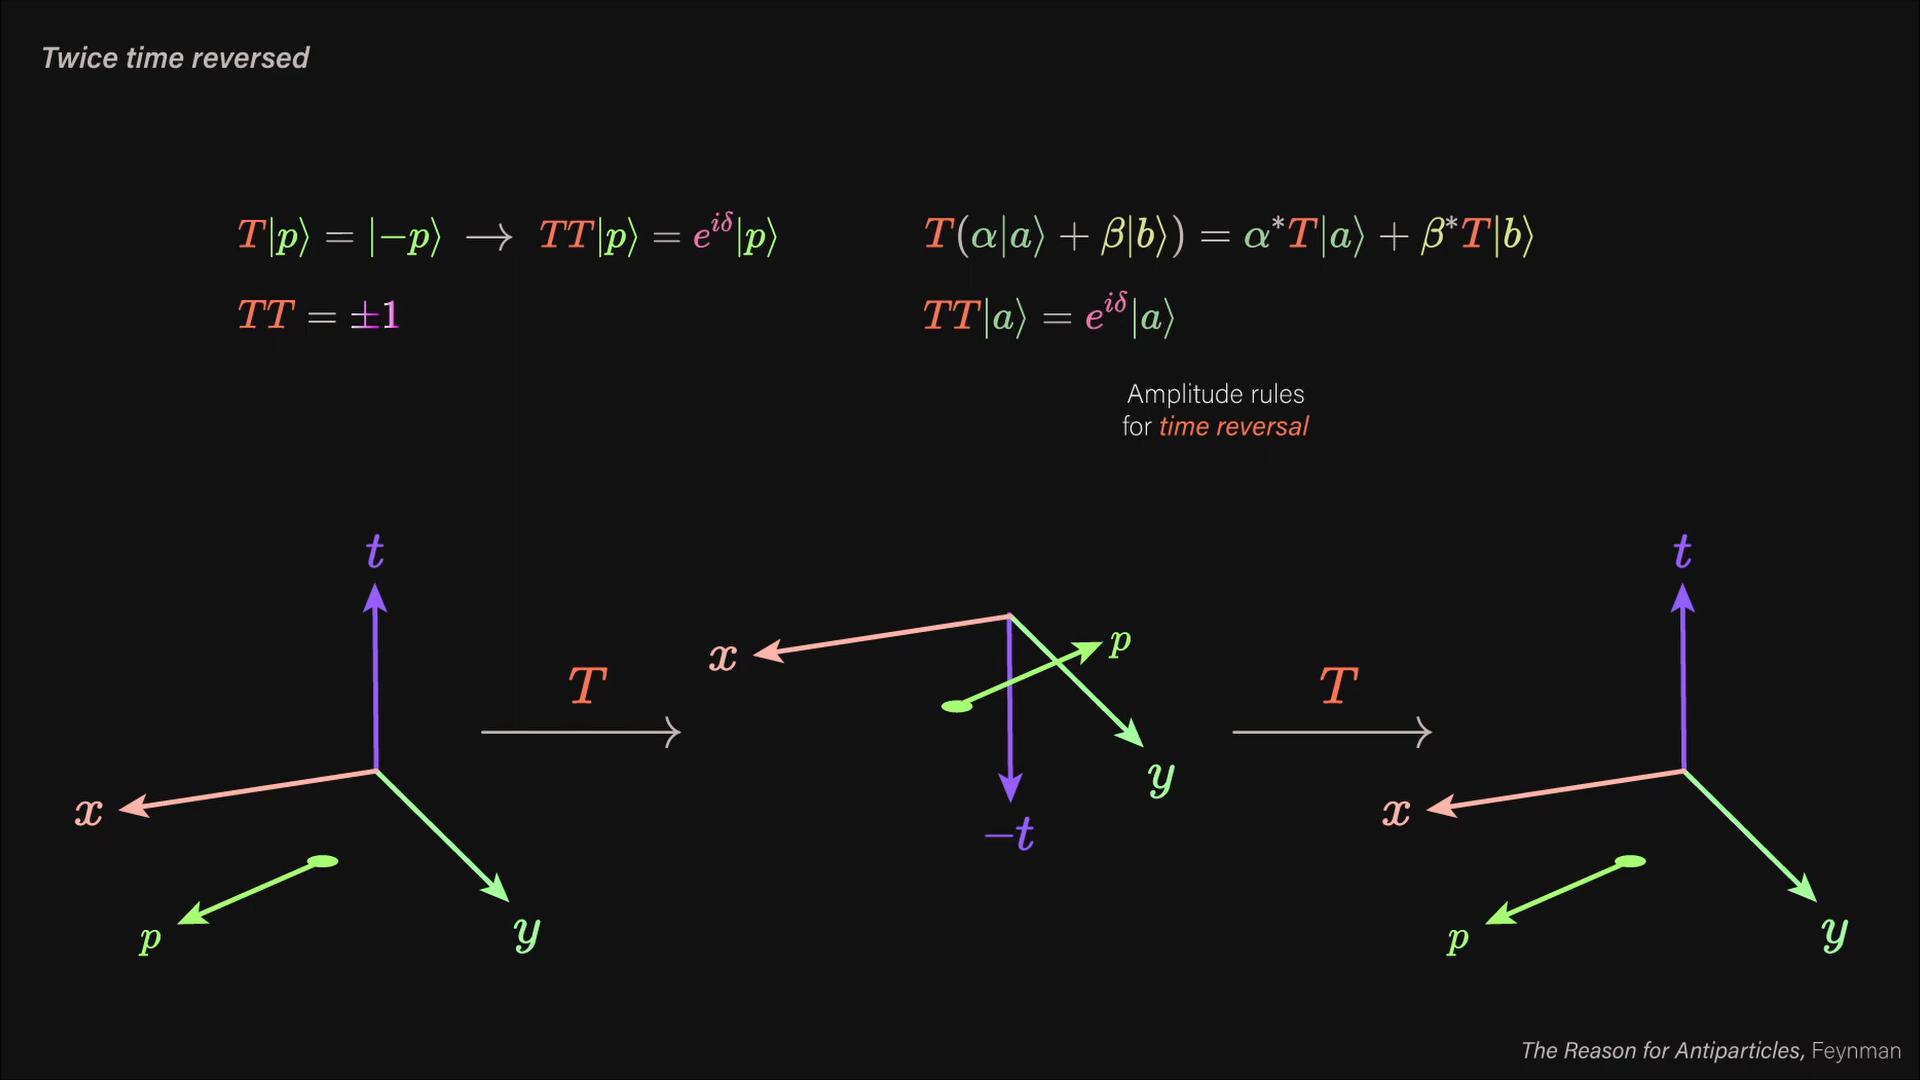 Twice time reversed
T|p⟩ = |−p⟩ → TT|p⟩ = e^{iδ}|p⟩
TT = ±1
T(α|a⟩ + β|b⟩) = α*T|a⟩ + β*T|b⟩
TT|a⟩ = e^{iδ}|a⟩
Amplitude rules
for time reversal
t
x
y
p
T
x
p
y
−t
T
t
x
y
p
The Reason for Antiparticles, Feynman